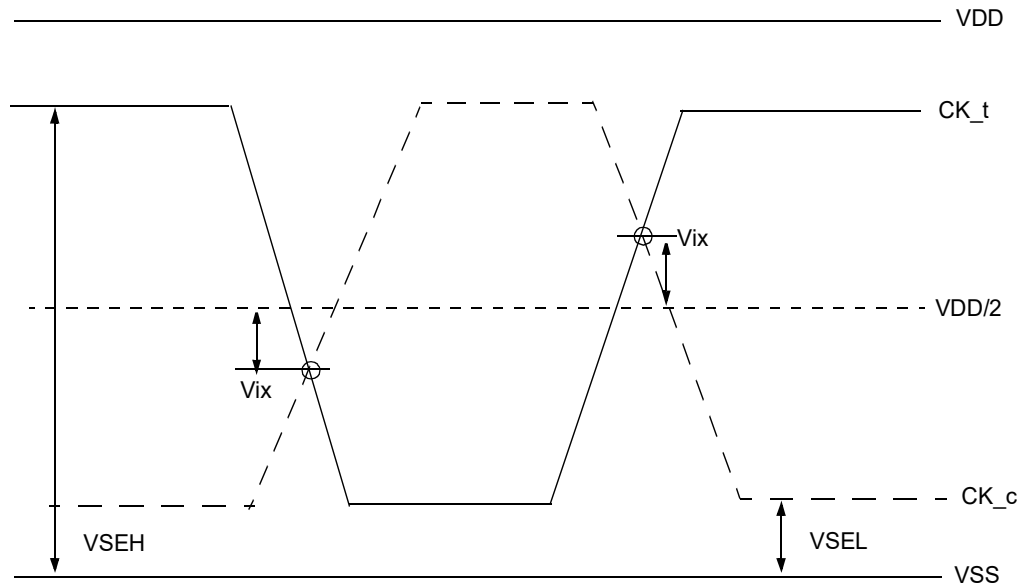 VDD
CK_t
Vix
VDD/2
Vix
CK_c
VSEH
VSEL
VSS